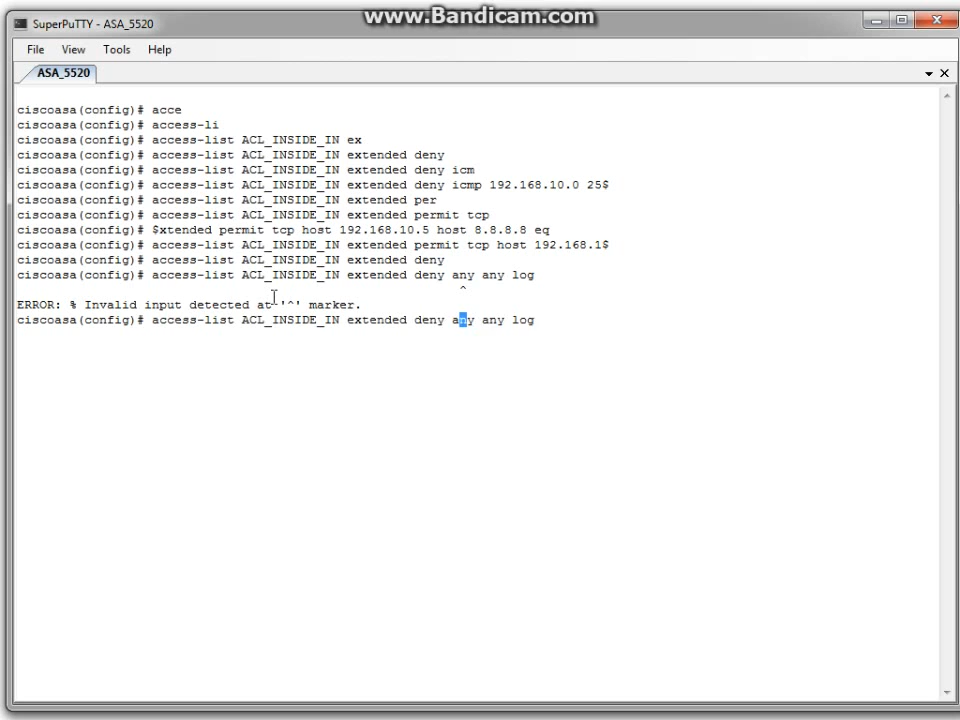 www.Bandicam.com
SuperPuTTY - ASA_5520
File View Tools Help
ASA_5520
ciscoasa(config)# acce
ciscoasa(config)# access-li
ciscoasa(config)# access-list ACL_INSIDE_IN ex
ciscoasa(config)# access-list ACL_INSIDE_IN extended deny
ciscoasa(config)# access-list ACL_INSIDE_IN extended deny icm
ciscoasa(config)# access-list ACL_INSIDE_IN extended deny icmp 192.168.10.0 25$
ciscoasa(config)# access-list ACL_INSIDE_IN extended per
ciscoasa(config)# access-list ACL_INSIDE_IN extended permit tcp
ciscoasa(config)# $xtended permit tcp host 192.168.10.5 host 8.8.8.8 eq
ciscoasa(config)# access-list ACL_INSIDE_IN extended permit tcp host 192.168.1$
ciscoasa(config)# access-list ACL_INSIDE_IN extended deny
ciscoasa(config)# access-list ACL_INSIDE_IN extended deny any any log
^
ERROR: % Invalid input detected at '^' marker.
ciscoasa(config)# access-list ACL_INSIDE_IN extended deny any any log